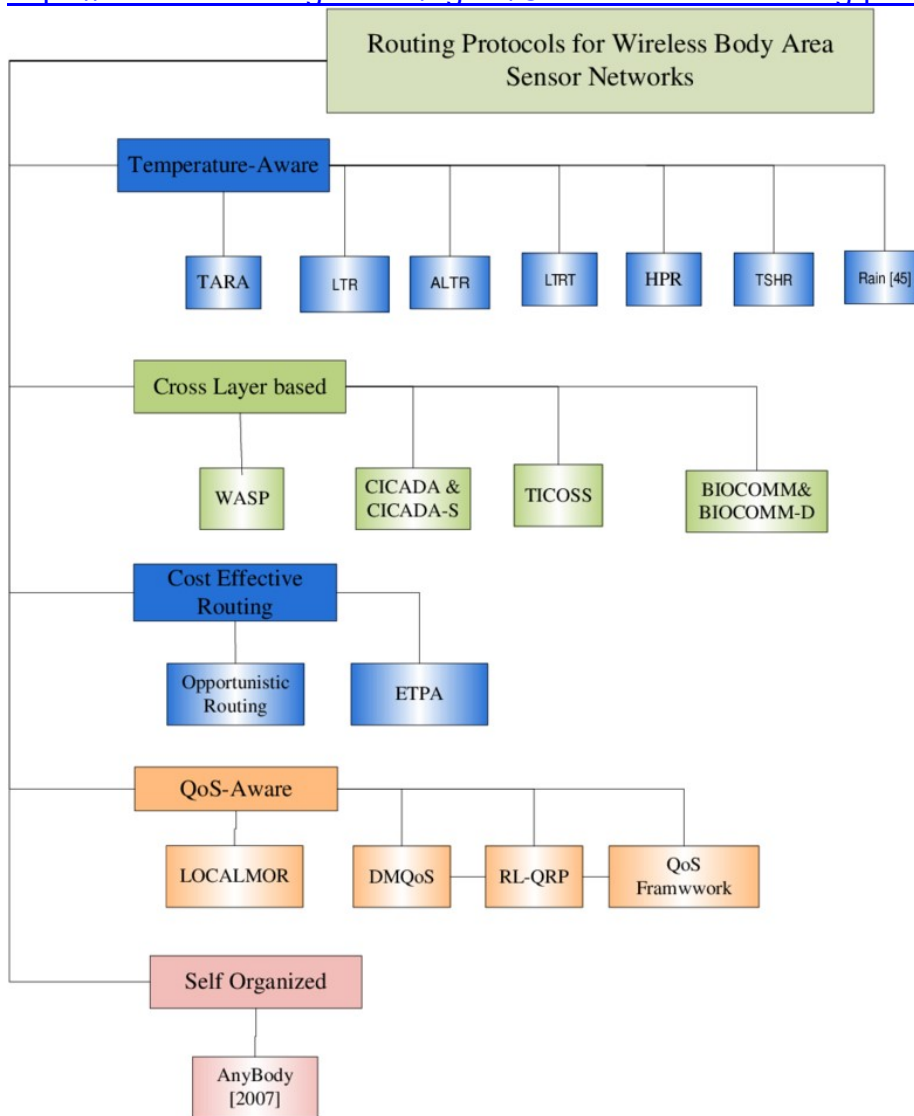 Routing Protocols for Wireless Body Area
Sensor Networks
Temperature-Aware
TARA
LTR
ALTR
LTRT
HPR
TSHR
Rain [45]
Cross Layer based
WASP
CICADA &
CICADA-S
TICOSS
BIOCOMM&
BIOCOMM-D
Cost Effective
Routing
Opportunistic
Routing
ETPA
QoS-Aware
LOCALMOR
DMQoS
RL-QRP
QoS
Framwwork
Self Organized
AnyBody
[2007]